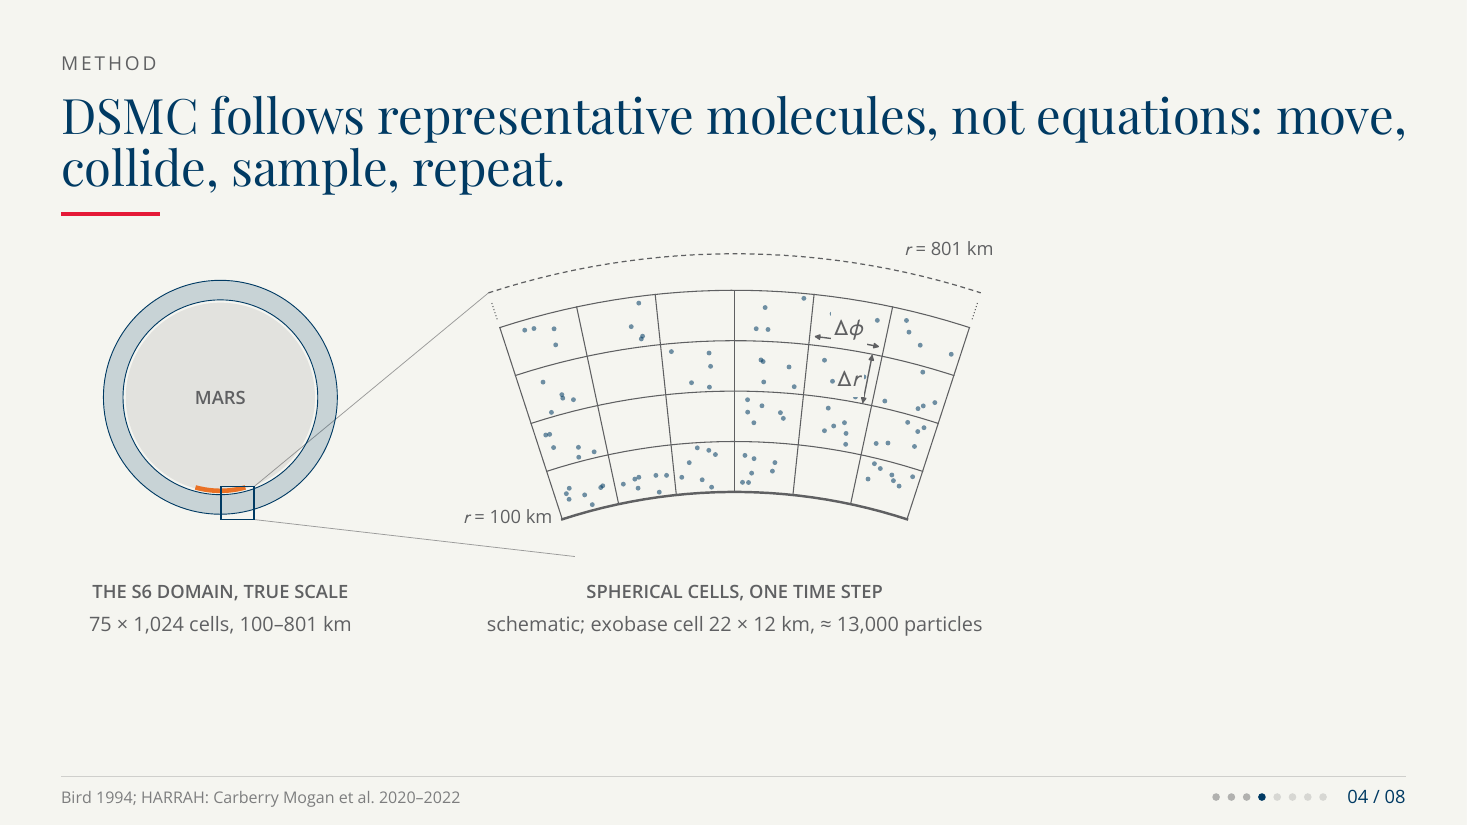 METHOD
DSMC follows representative molecules, not equations: move,
collide, sample, repeat.
r = 801 km
Δϕ
Δr
MARS
r = 100 km
THE S6 DOMAIN, TRUE SCALE
75 × 1,024 cells, 100–801 km
SPHERICAL CELLS, ONE TIME STEP
schematic; exobase cell 22 × 12 km, ≈ 13,000 particles
Bird 1994; HARRAH: Carberry Mogan et al. 2020–2022
04 / 08